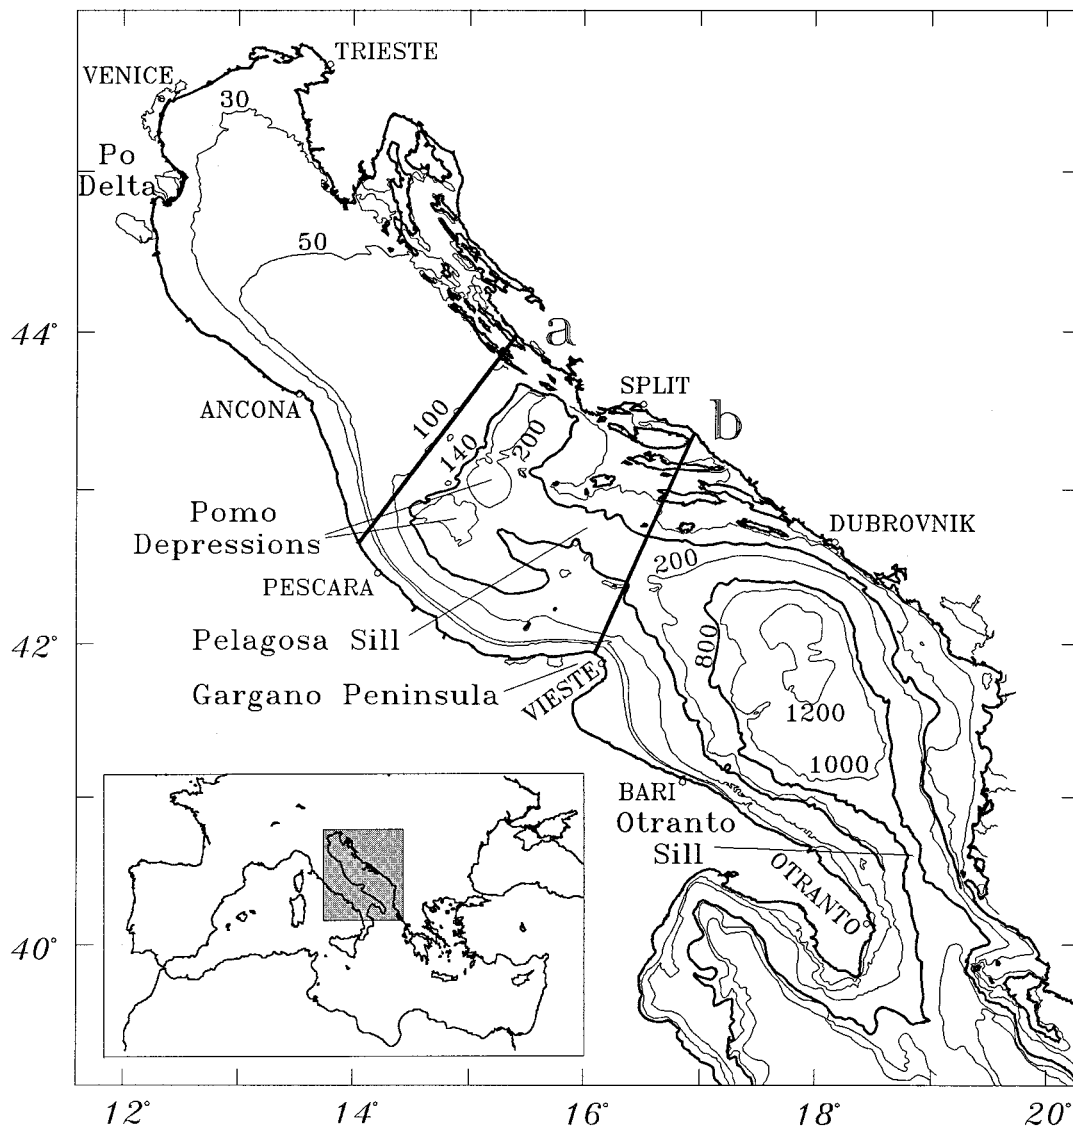 TRIESTE
VENICE
30
Po
Delta
50
44°
a
SPLIT
b
ANCONA
100
140
200
Pomo
Depressions
DUBROVNIK
200
PESCARA
Pelagosa Sill
42°
800
Gargano Peninsula
VIESTE
1200
1000
BARI
Otranto
Sill
OTRANTO
40°
12°
14°
16°
18°
20°